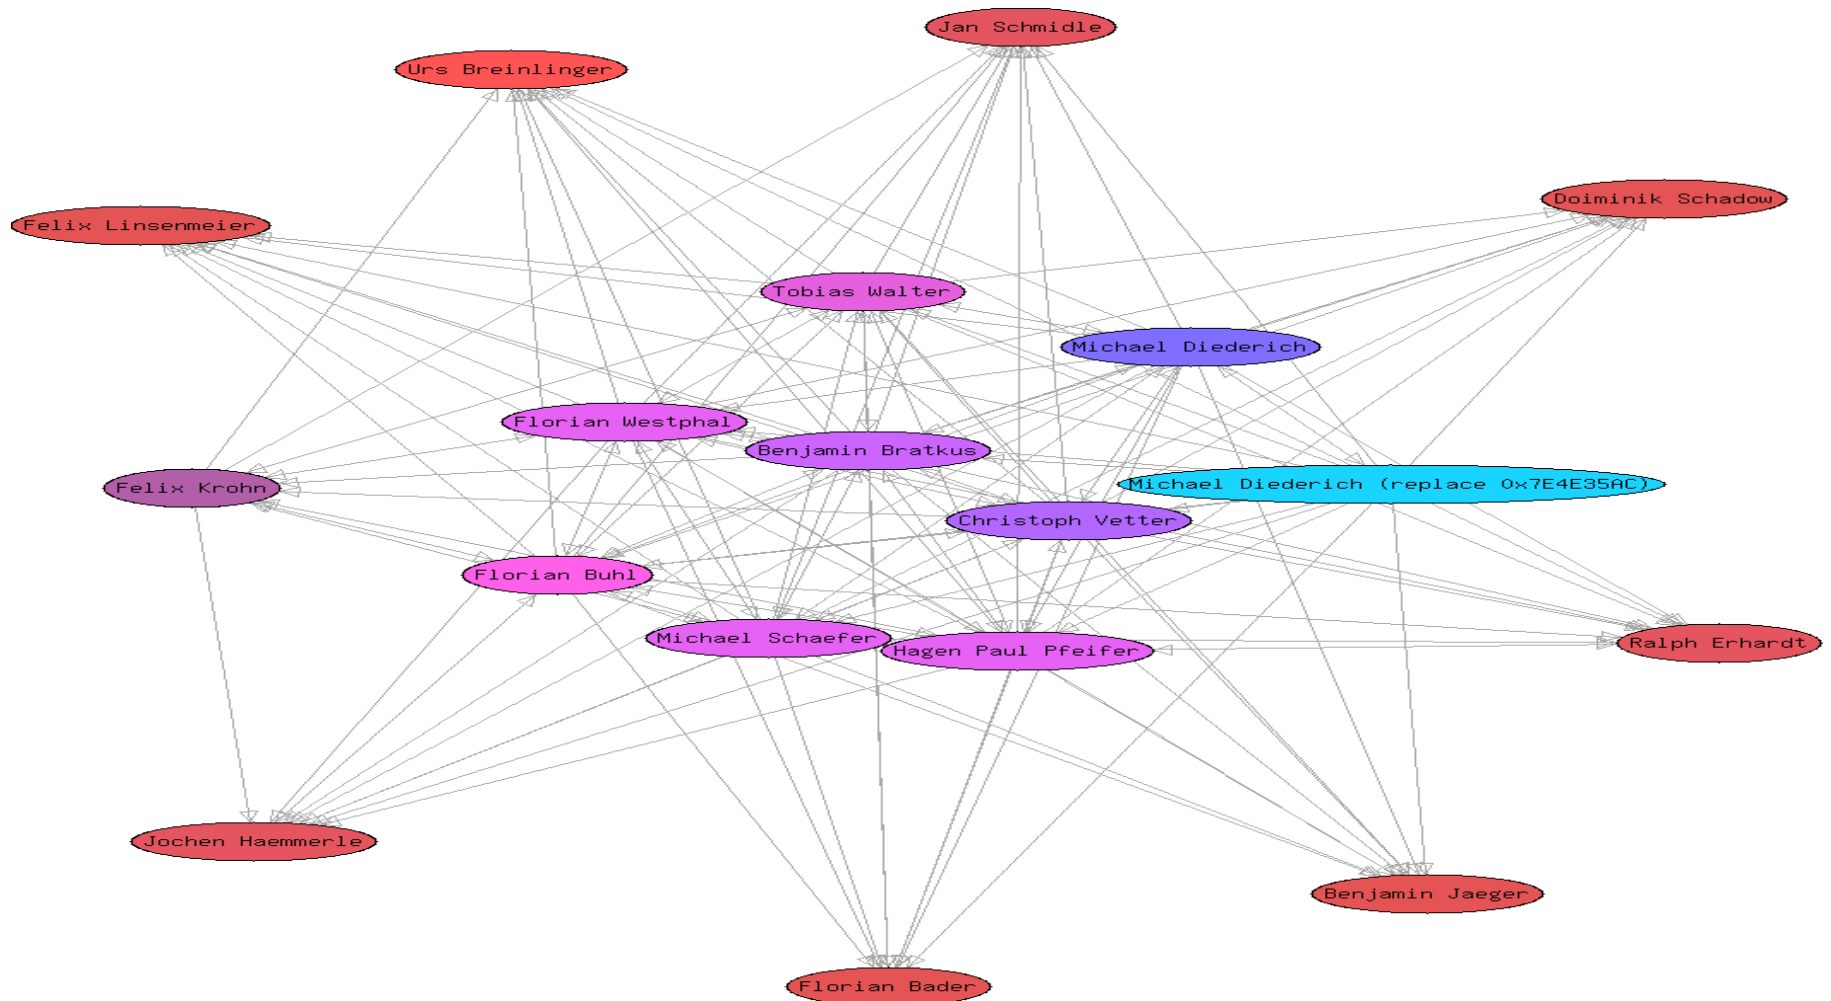 Jan Schmidle
Urs Breinlinger
Doiminik Schadow
Felix Linsenmeier
Tobias Walter
Michael Diederich
Florian Westphal
Benjamin Bratkus
Michael Diederich (replace 0x7E4E35AC)
Felix Krohn
Christoph Vetter
Florian Buhl
Michael Schaefer
Hagen Paul Pfeifer
Ralph Erhardt
Jochen Haemmerle
Benjamin Jaeger
Florian Bader